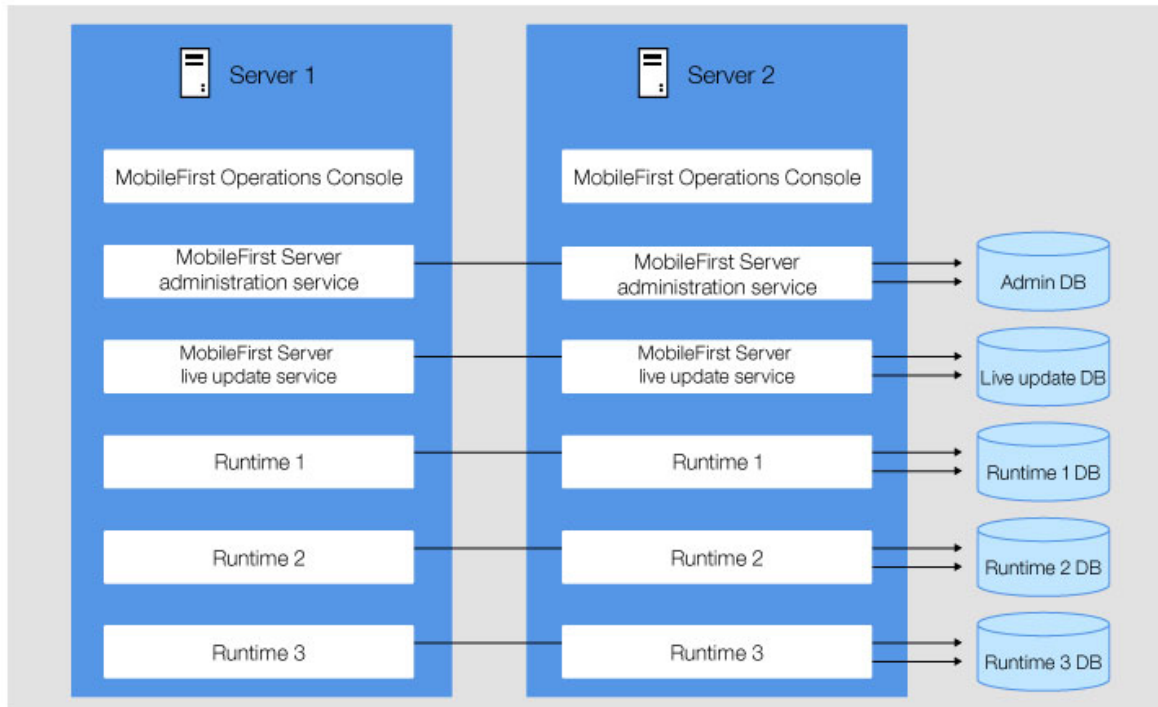 Server 1
Server 2
MobileFirst Operations Console
MobileFirst Operations Console
MobileFirst Server
administration service
MobileFirst Server
administration service
Admin DB
MobileFirst Server
live update service
MobileFirst Server
live update service
Live update DB
Runtime 1
Runtime 1
Runtime 1 DB
Runtime 2
Runtime 2
Runtime 2 DB
Runtime 3
Runtime 3
Runtime 3 DB